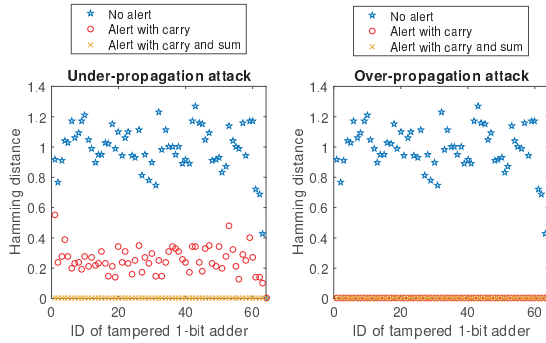 No alert
Alert with carry
Alert with carry and sum
Under-propagation attack
1.4
1.2
1
0.8
0.6
0.4
0.2
0
0 20 40 60
Hamming distance
ID of tampered 1-bit adder
No alert
Alert with carry
Alert with carry and sum
Over-propagation attack
1.4
1.2
1
0.8
0.6
0.4
0.2
0
0 20 40 60
Hamming distance
ID of tampered 1-bit adder